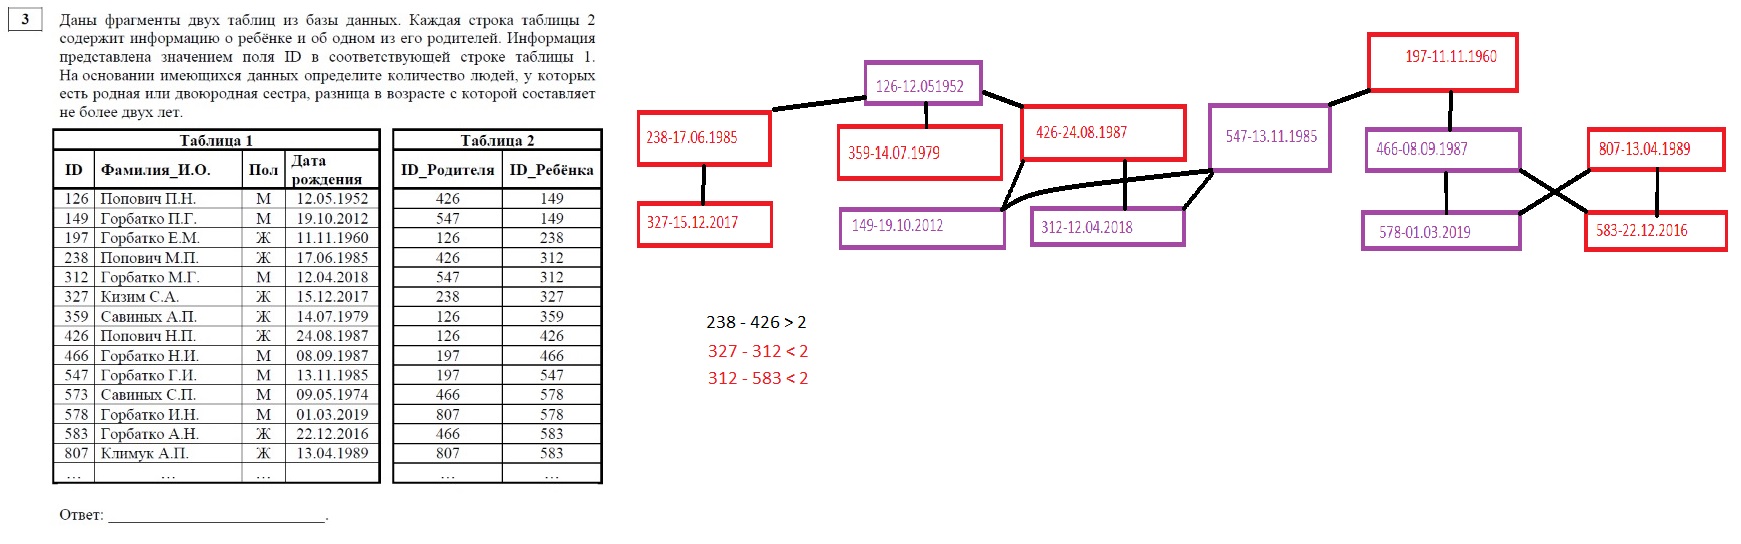 3
Даны фрагменты двух таблиц из базы данных. Каждая строка таблицы 2
содержит информацию о ребёнке и об одном из его родителей. Информация
представлена значением поля ID в соответствующей строке таблицы 1.
На основании имеющихся данных определите количество людей, у которых
есть родная или двоюродная сестра, разница в возрасте с которой составляет
не более двух лет.
Таблица 1
ID Фамилия_И.О. Пол Дата рождения
126 Попович П.Н. М 12.05.1952
149 Горбатко П.Г. М 19.10.2012
197 Горбатко Е.М. Ж 11.11.1960
238 Попович М.П. Ж 17.06.1985
312 Горбатко М.Г. М 12.04.2018
327 Кизим С.А. Ж 15.12.2017
359 Савиных А.П. Ж 14.07.1979
426 Попович Н.П. Ж 24.08.1987
466 Горбатко Н.И. М 08.09.1987
547 Горбатко Г.И. М 13.11.1985
573 Савиных С.П. М 09.05.1974
578 Горбатко И.Н. М 01.03.2019
583 Горбатко А.Н. Ж 22.12.2016
807 Климук А.П. Ж 13.04.1989
... ... ...
Таблица 2
ID_Родителя ID_Ребёнка
426 149
547 149
126 238
426 312
547 312
238 327
126 359
126 426
197 466
197 547
466 578
807 578
466 583
807 583
... ...
Ответ: ____________________________.
197-11.11.1960
126-12.051952
238-17.06.1985
359-14.07.1979
426-24.08.1987
547-13.11.1985
466-08.09.1987
807-13.04.1989
327-15.12.2017
149-19.10.2012
312-12.04.2018
578-01.03.2019
583-22.12.2016
238 - 426 > 2
327 - 312 < 2
312 - 583 < 2